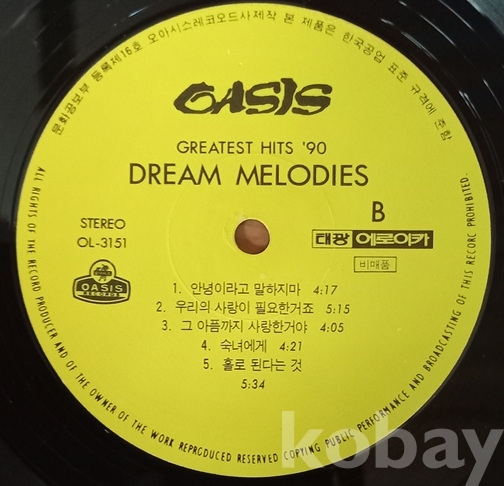 문화공보부 등록제16호 오아시스레코오드사제작 본 제품은 한국공업 표준 규격에 준함
OASIS
GREATEST HITS '90
DREAM MELODIES
STEREO
OL-3151
B
태광 에로이카
비매품
OASIS
RECORDS
1. 안녕이라고 말하지마 4:17
2. 우리의 사랑이 필요한거죠 5:15
3. 그 아픔까지 사랑한거야 4:05
4. 숙녀에게 4:21
5. 홀로 된다는 것
5:34
ALL RIGHTS OF THE RECORD PRODUCER AND OF THE OWNER OF THE WORK REPRODUCED RESERVED COPYING PUBLIC PERFORMANCE AND BROADCASTING OF THIS RECORC PROHIBITED.
kobay